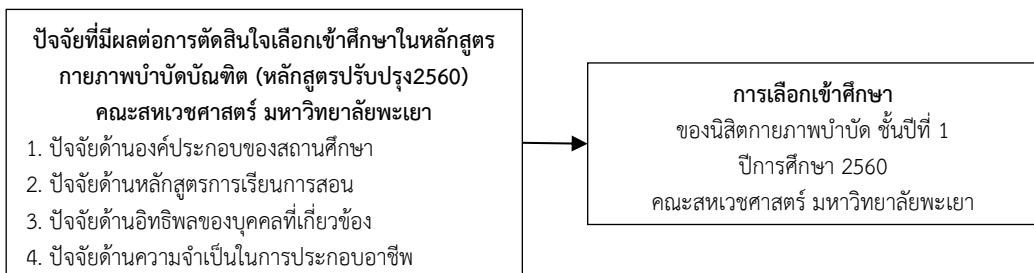 ปัจจัยที่มีผลต่อการตัดสินใจเลือกเข้าศึกษาในหลักสูตร
กายภาพบำบัดบัณฑิต (หลักสูตรปรับปรุง2560)
คณะสหเวชศาสตร์ มหาวิทยาลัยพะเยา
1. ปัจจัยด้านองค์ประกอบของสถานศึกษา
2. ปัจจัยด้านหลักสูตรการเรียนการสอน
3. ปัจจัยด้านอิทธิพลของบุคคลที่เกี่ยวข้อง
4. ปัจจัยด้านความจำเป็นในการประกอบอาชีพ
การเลือกเข้าศึกษา
ของนิสิตกายภาพบำบัด ชั้นปีที่ 1
ปีการศึกษา 2560
คณะสหเวชศาสตร์ มหาวิทยาลัยพะเยา